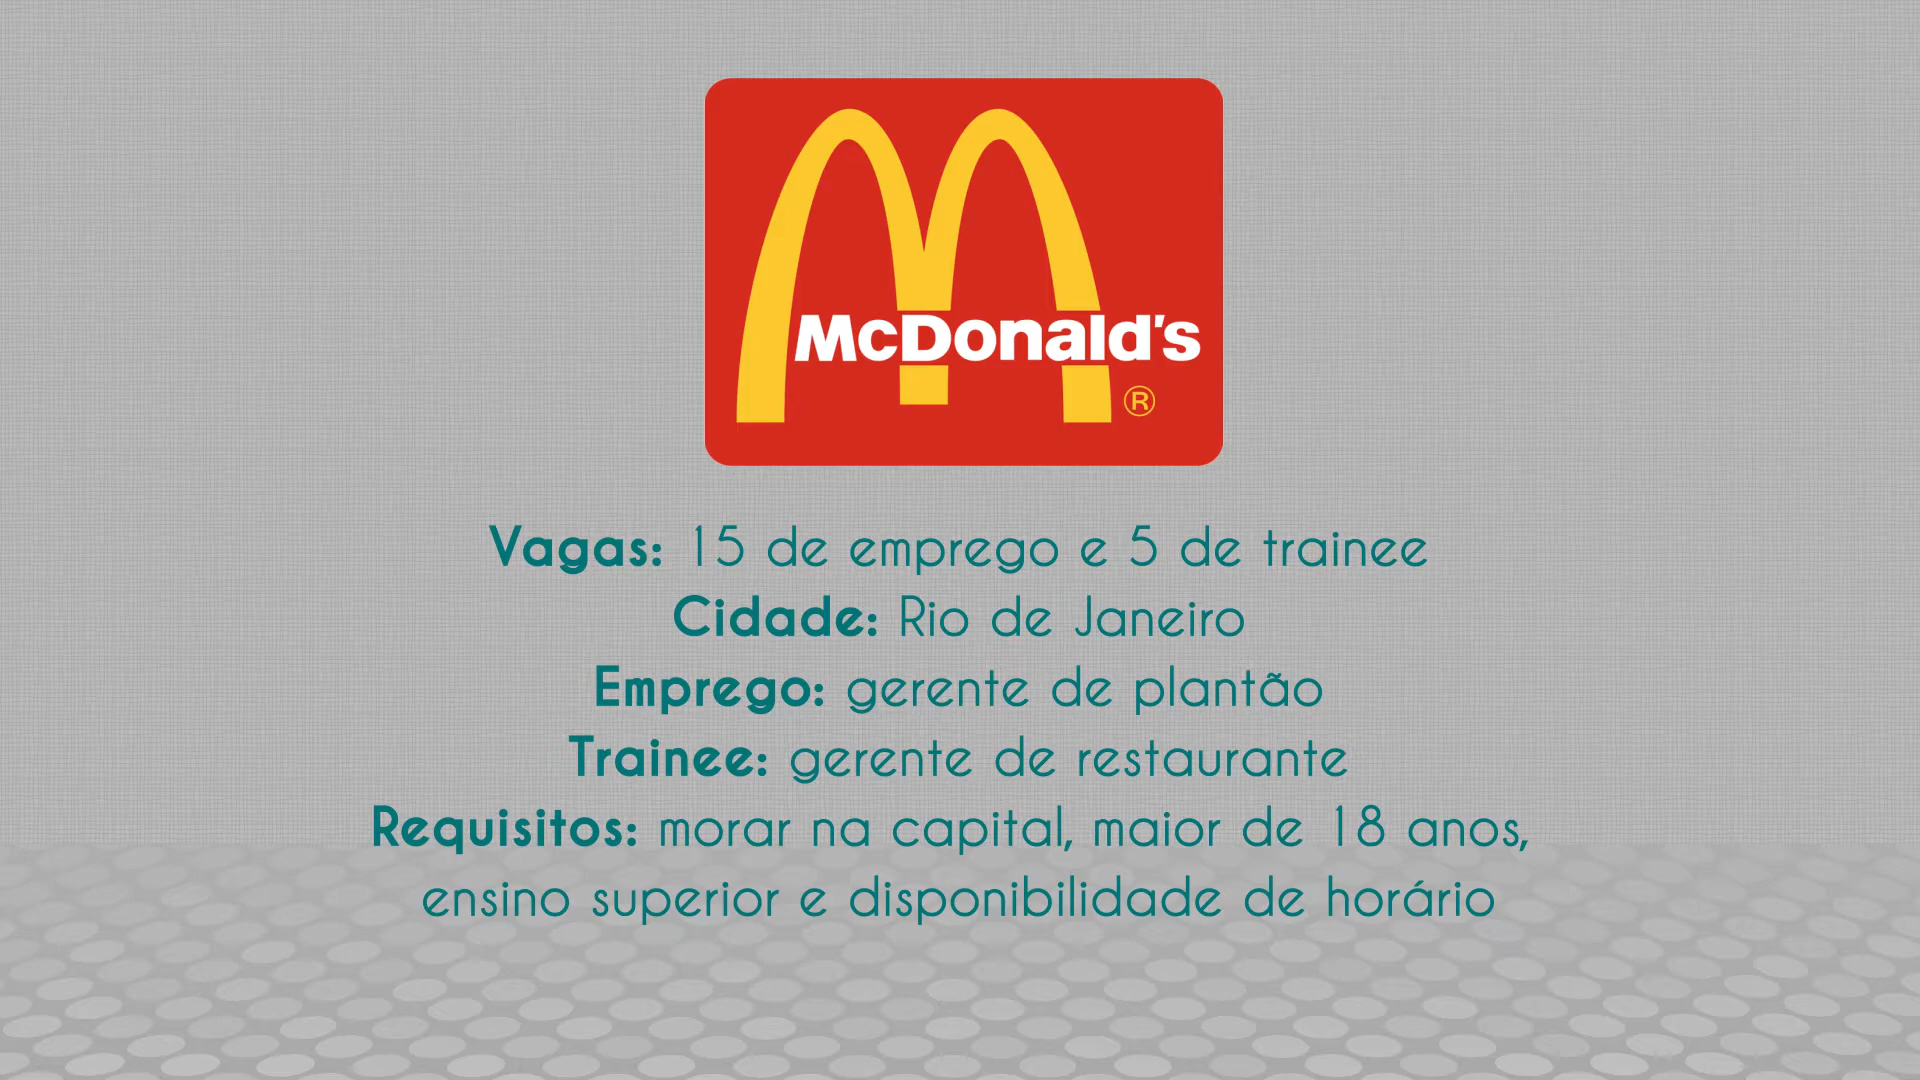 McDonald's
®
Vagas: 15 de emprego e 5 de trainee
Cidade: Rio de Janeiro
Emprego: gerente de plantão
Trainee: gerente de restaurante
Requisitos: morar na capital, maior de 18 anos,
ensino superior e disponibilidade de horário